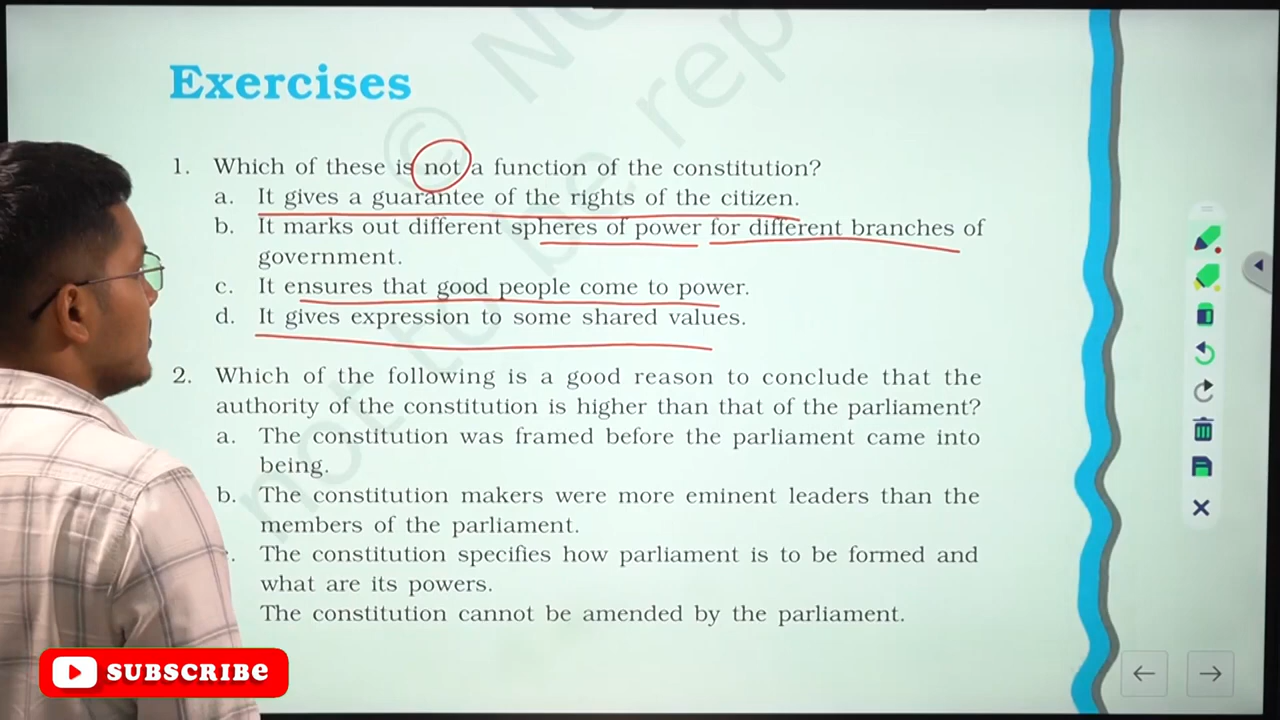 © No
not to be rep
Exercises
1. Which of these is not a function of the constitution?
a. It gives a guarantee of the rights of the citizen.
b. It marks out different spheres of power for different branches of
government.
c. It ensures that good people come to power.
d. It gives expression to some shared values.
2. Which of the following is a good reason to conclude that the
authority of the constitution is higher than that of the parliament?
a. The constitution was framed before the parliament came into
being.
b. The constitution makers were more eminent leaders than the
members of the parliament.
. The constitution specifies how parliament is to be formed and
what are its powers.
The constitution cannot be amended by the parliament.
SUBSCRIBE